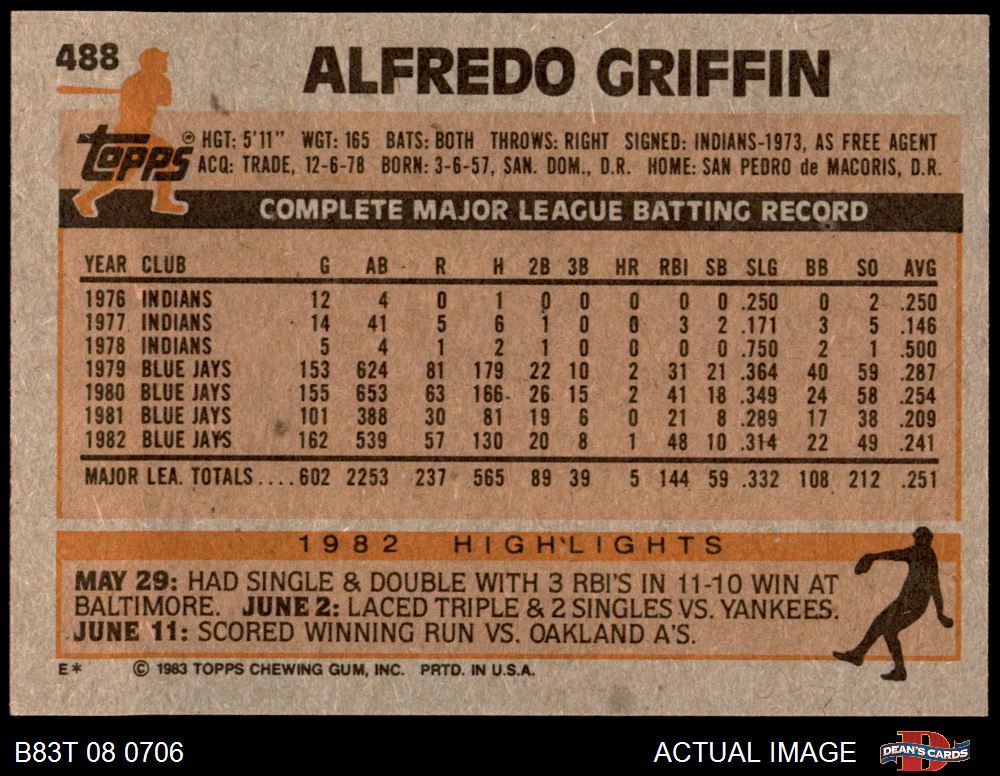 488 ALFREDO GRIFFIN
topps ® HGT: 5'11" WGT: 165 BATS: BOTH THROWS: RIGHT SIGNED: INDIANS-1973, AS FREE AGENT
ACQ: TRADE, 12-6-78 BORN: 3-6-57, SAN. DOM., D.R. HOME: SAN PEDRO de MACORIS, D.R.
COMPLETE MAJOR LEAGUE BATTING RECORD
YEAR CLUB G AB R H 2B 3B HR RBI SB SLG BB SO AVG
1976 INDIANS 12 4 0 1 0 0 0 0 0 .250 0 2 .250
1977 INDIANS 14 41 5 6 1 0 0 3 2 .171 3 5 .146
1978 INDIANS 5 4 1 2 1 0 0 0 0 .750 2 1 .500
1979 BLUE JAYS 153 624 81 179 22 10 2 31 21 .364 40 59 .287
1980 BLUE JAYS 155 653 63 166 26 15 2 41 18 .349 24 58 .254
1981 BLUE JAYS 101 388 30 81 19 6 0 21 8 .289 17 38 .209
1982 BLUE JAYS 162 539 57 130 20 8 1 48 10 .314 22 49 .241
MAJOR LEA. TOTALS....602 2253 237 565 89 39 5 144 59 .332 108 212 .251
1982 HIGHLIGHTS
MAY 29: HAD SINGLE & DOUBLE WITH 3 RBI'S IN 11-10 WIN AT
BALTIMORE. JUNE 2: LACED TRIPLE & 2 SINGLES VS. YANKEES.
JUNE 11: SCORED WINNING RUN VS. OAKLAND A'S.
E* © 1983 TOPPS CHEWING GUM, INC. PRTD. IN U.S.A.
B83T 08 0706 ACTUAL IMAGE D DEAN'S CARDS